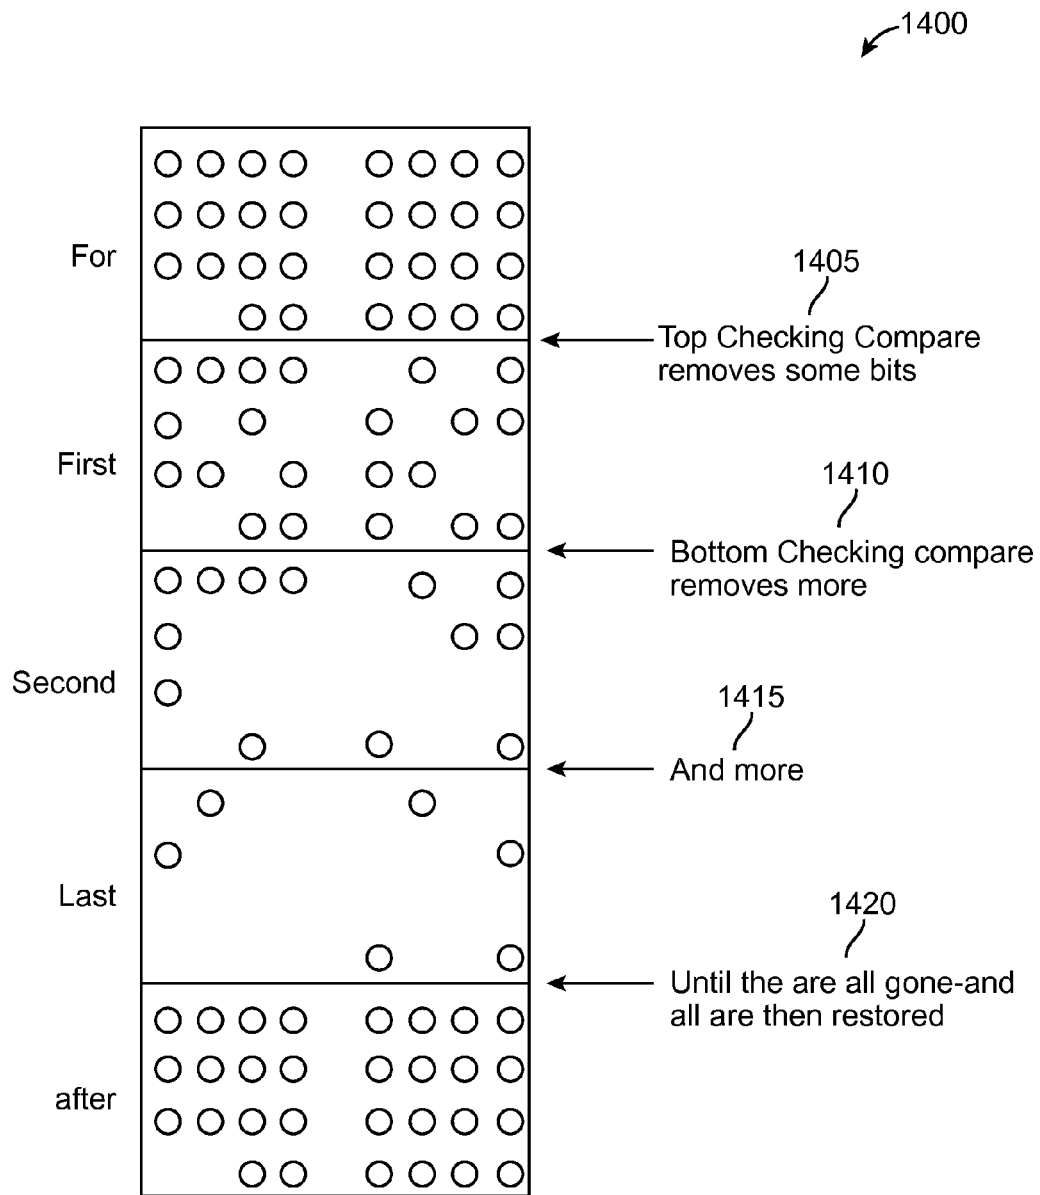 1400
For
1405
Top Checking Compare
removes some bits
First
1410
Bottom Checking compare
removes more
Second
1415
And more
Last
1420
Until the are all gone-and
all are then restored
after